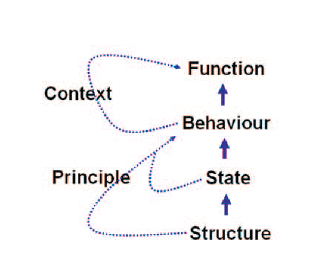 Function
Context
Behaviour
Principle
State
Structure